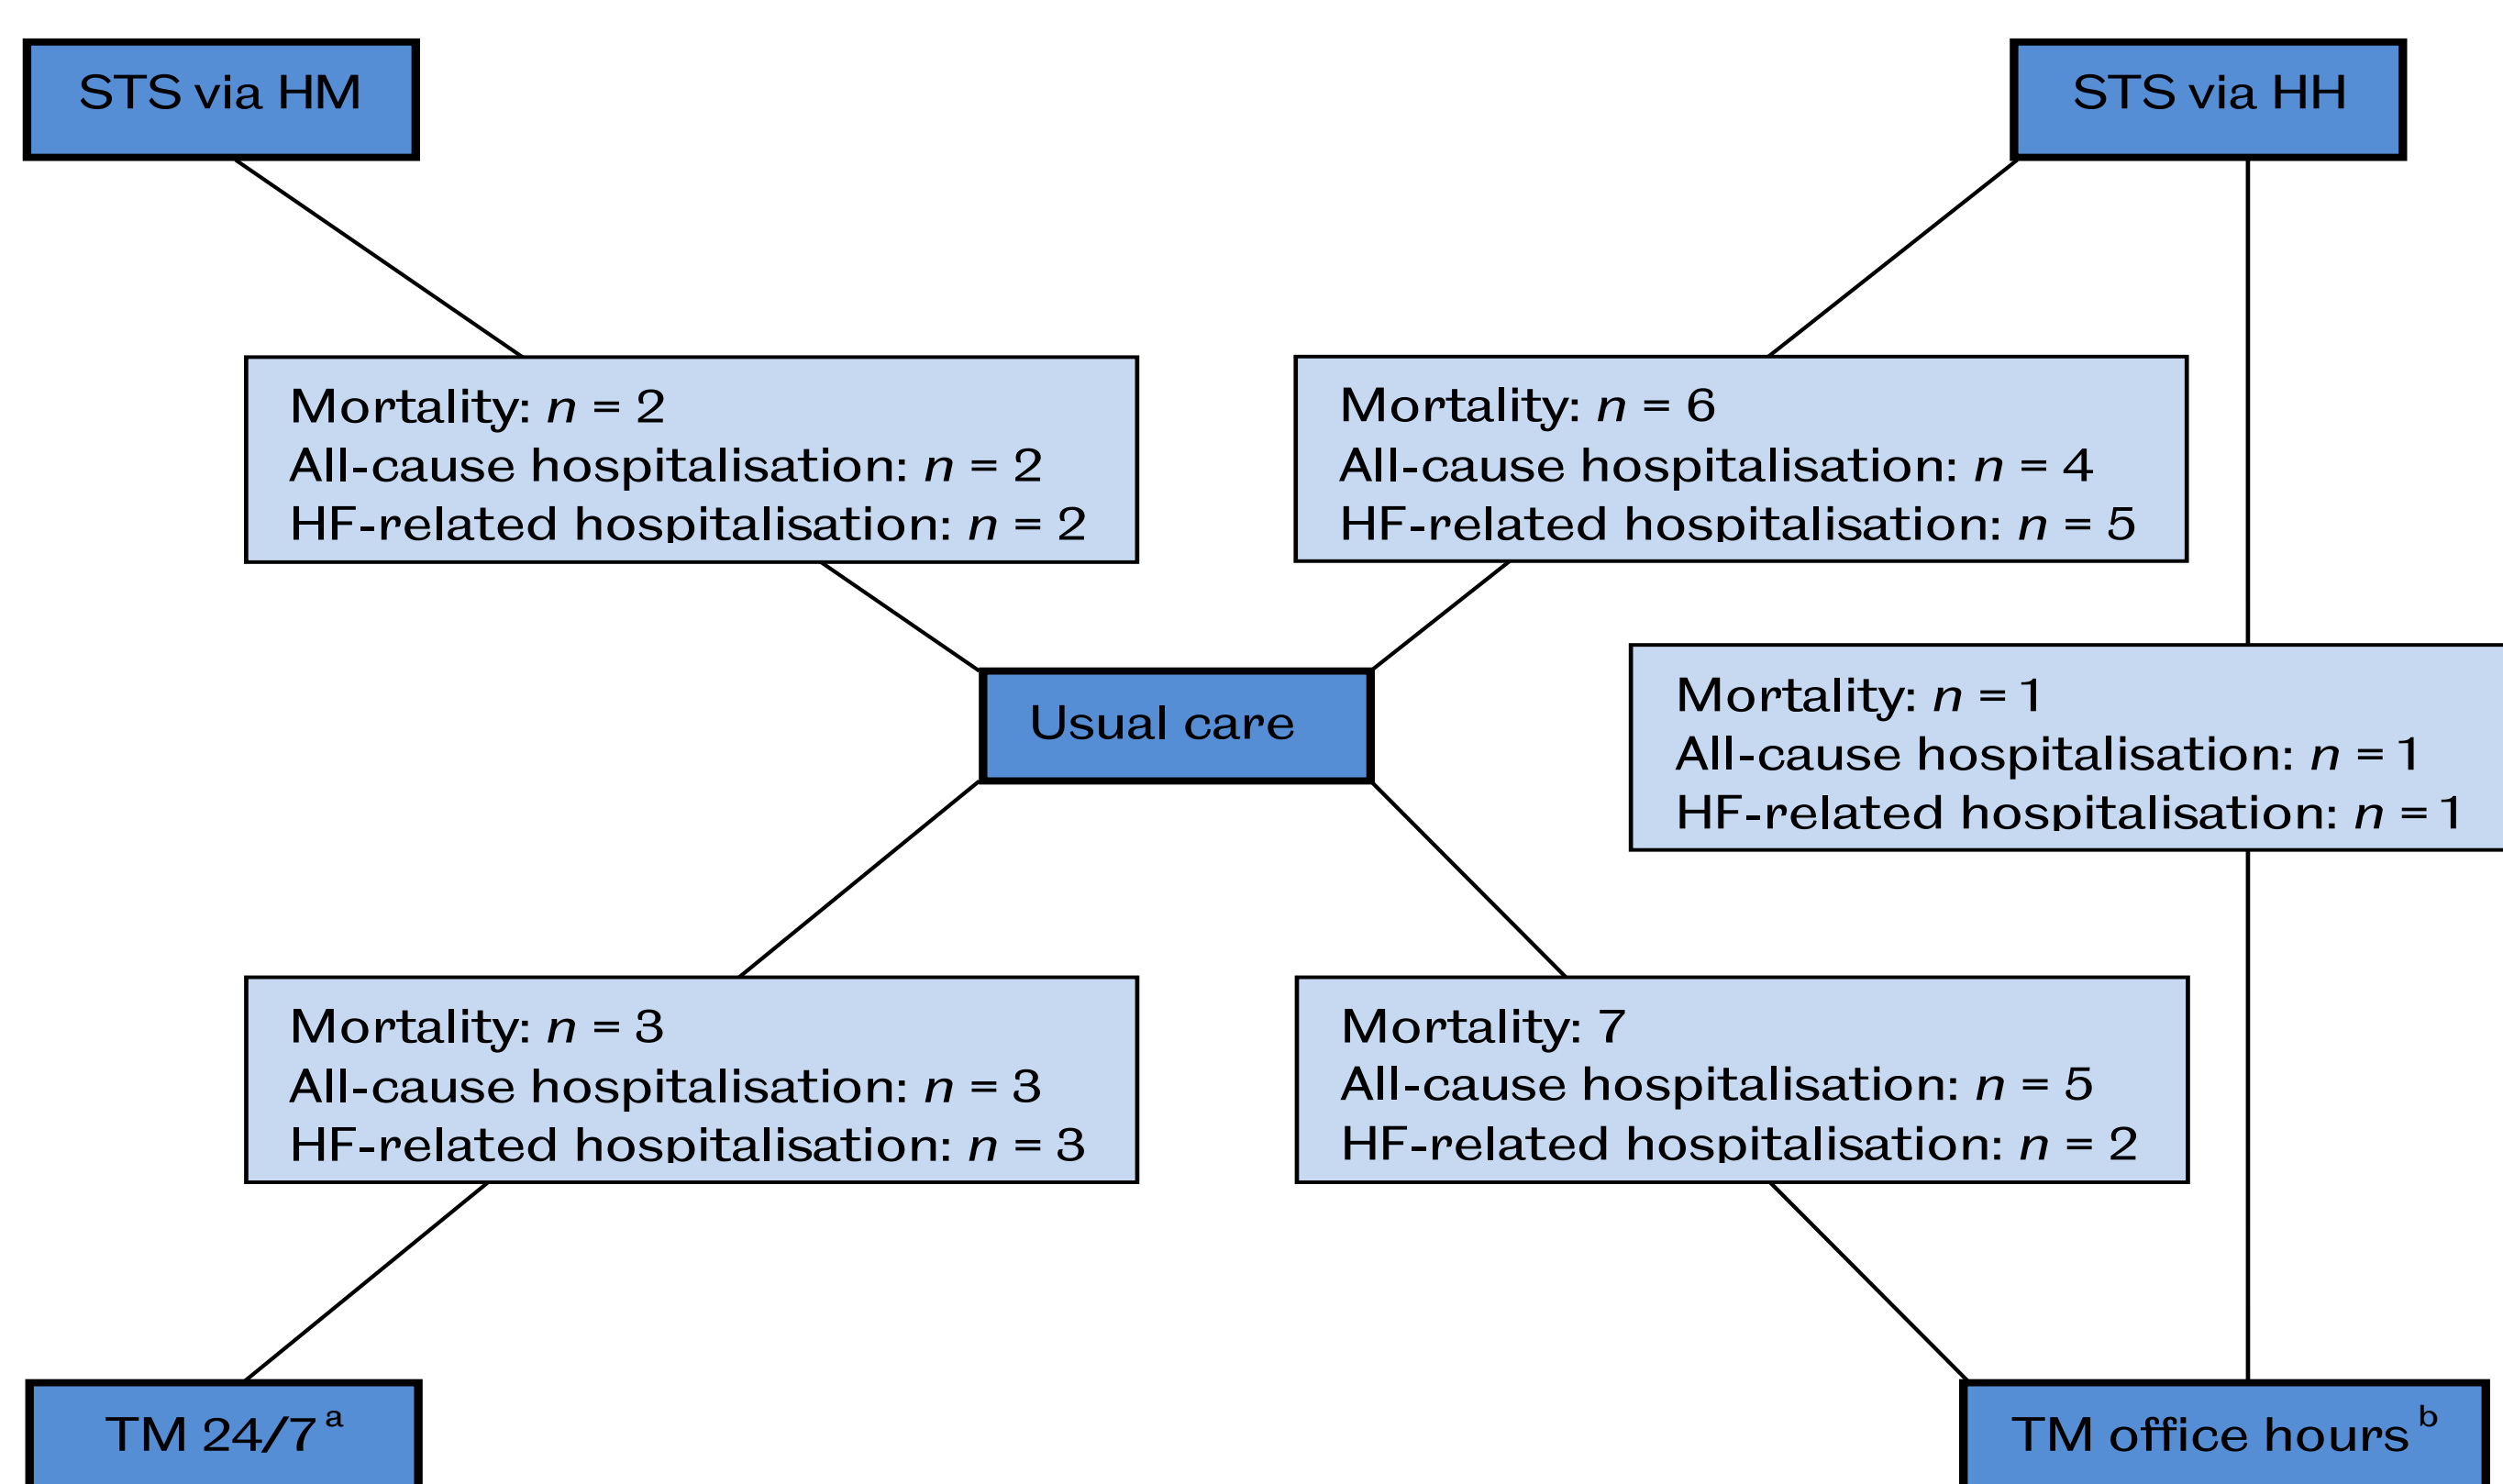 STS via HM
STS via HH
Mortality: n = 2
All-cause hospitalisation: n = 2
HF-related hospitalisation: n = 2
Mortality: n = 6
All-cause hospitalisation: n = 4
HF-related hospitalisation: n = 5
Usual care
Mortality: n = 1
All-cause hospitalisation: n = 1
HF-related hospitalisation: n = 1
Mortality: n = 3
All-cause hospitalisation: n = 3
HF-related hospitalisation: n = 3
Mortality: 7
All-cause hospitalisation: n = 5
HF-related hospitalisation: n = 2
TM 24/7 a
TM office hours b